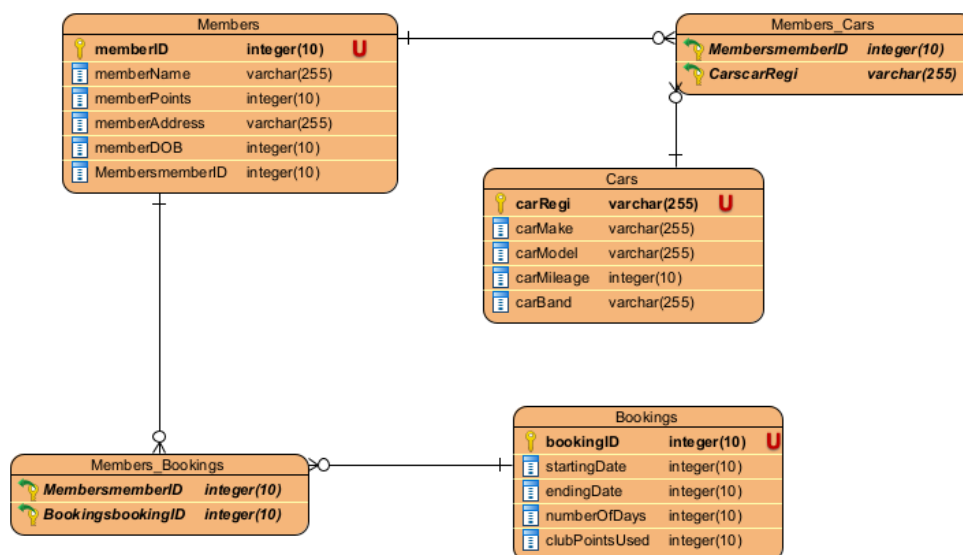 Members
memberID integer(10) U
memberName varchar(255)
memberPoints integer(10)
memberAddress varchar(255)
memberDOB integer(10)
MembersmemberID integer(10)
Members_Cars
MembersmemberID integer(10)
CarscarRegi varchar(255)
Cars
carRegi varchar(255) U
carMake varchar(255)
carModel varchar(255)
carMileage integer(10)
carBand varchar(255)
Members_Bookings
MembersmemberID integer(10)
BookingsbookingID integer(10)
Bookings
bookingID integer(10) U
startingDate integer(10)
endingDate integer(10)
numberOfDays integer(10)
clubPointsUsed integer(10)